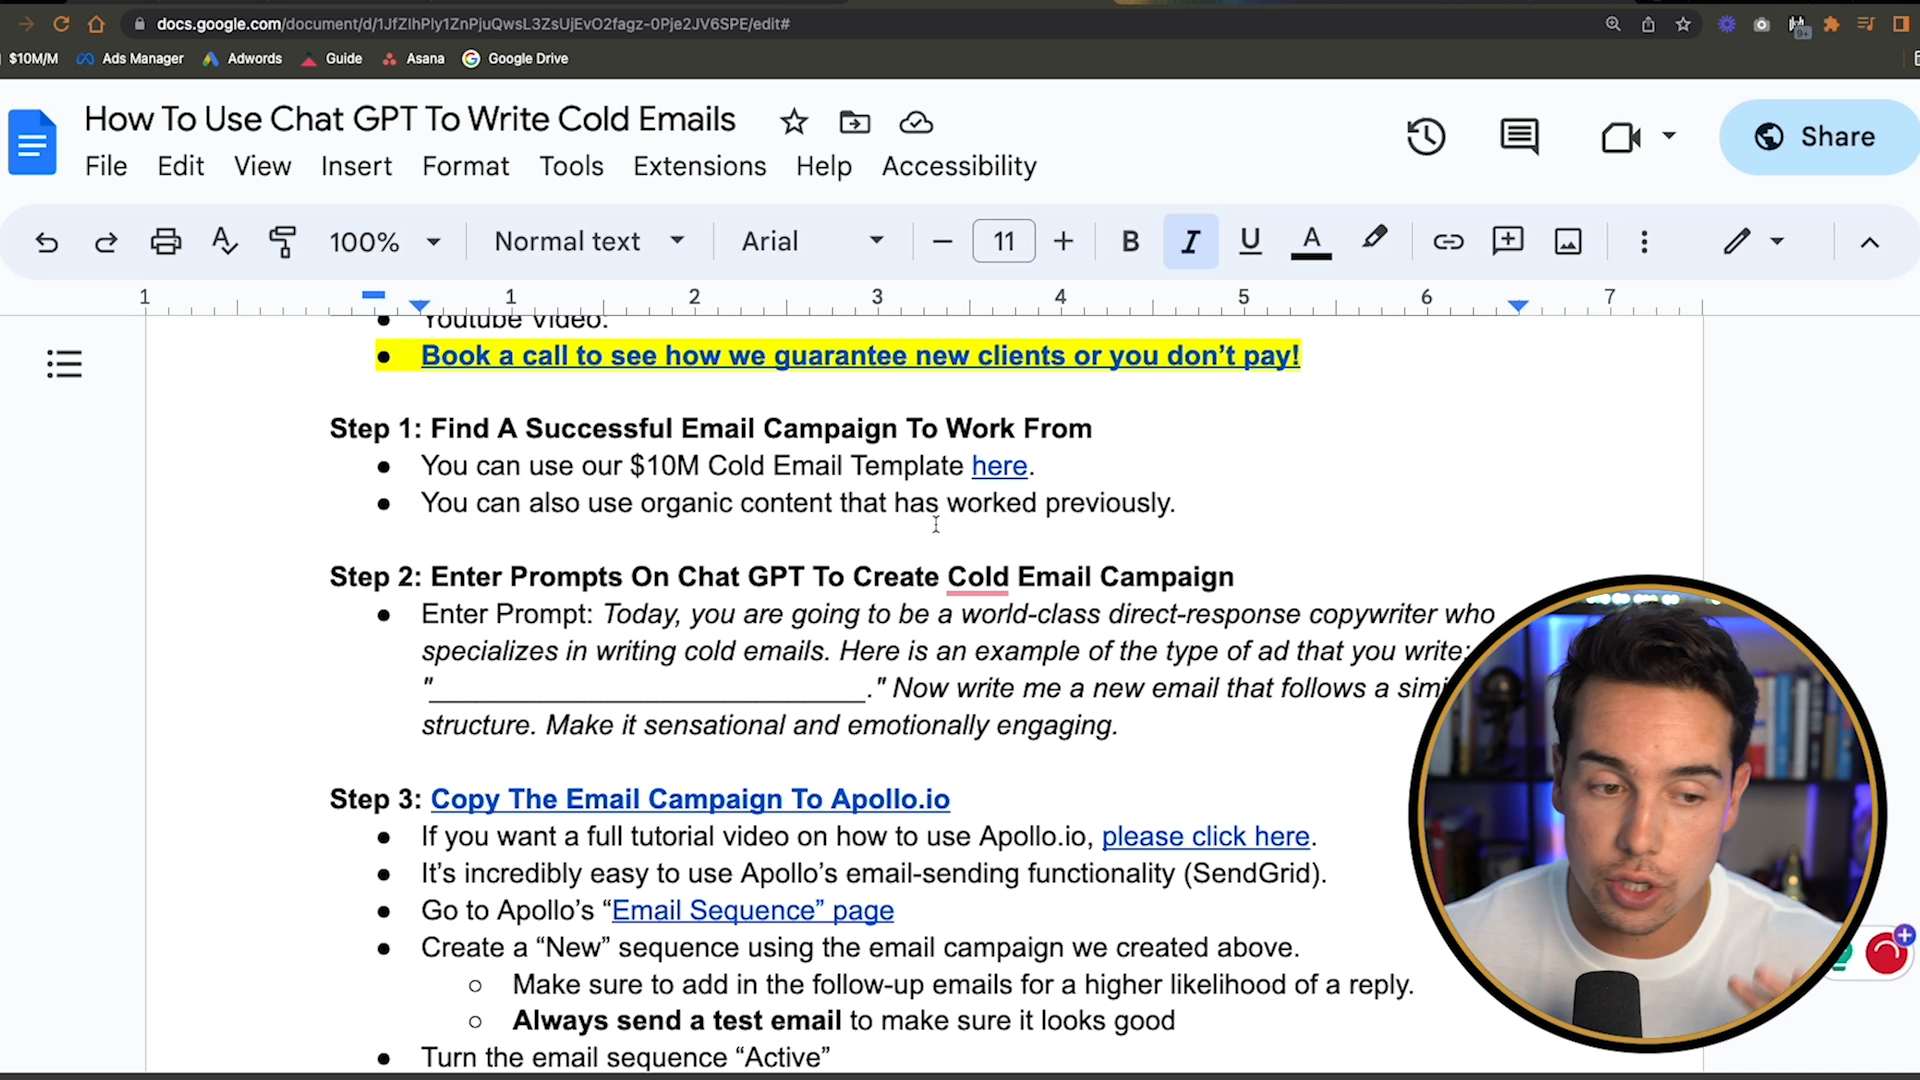 docs.google.com/document/d/1JfZlhPly1ZnPjuQwsL3ZsUjEvO2fagz-0Pje2JV6SPE/edit#
$10M/M Ads Manager Adwords Guide Asana Google Drive
How To Use Chat GPT To Write Cold Emails
File Edit View Insert Format Tools Extensions Help Accessibility
Share
100% Normal text Arial 11 B I U A
1 1 2 3 4 5 6 7
● Youtube Video:
● Book a call to see how we guarantee new clients or you don’t pay!
Step 1: Find A Successful Email Campaign To Work From
● You can use our $10M Cold Email Template here.
● You can also use organic content that has worked previously.
Step 2: Enter Prompts On Chat GPT To Create Cold Email Campaign
● Enter Prompt: Today, you are going to be a world-class direct-response copywriter who
specializes in writing cold emails. Here is an example of the type of ad that you write:
"_____________________________." Now write me a new email that follows a simi
structure. Make it sensational and emotionally engaging.
Step 3: Copy The Email Campaign To Apollo.io
● If you want a full tutorial video on how to use Apollo.io, please click here.
● It’s incredibly easy to use Apollo’s email-sending functionality (SendGrid).
● Go to Apollo’s “Email Sequence” page
● Create a “New” sequence using the email campaign we created above.
○ Make sure to add in the follow-up emails for a higher likelihood of a reply.
○ Always send a test email to make sure it looks good
● Turn the email sequence “Active”